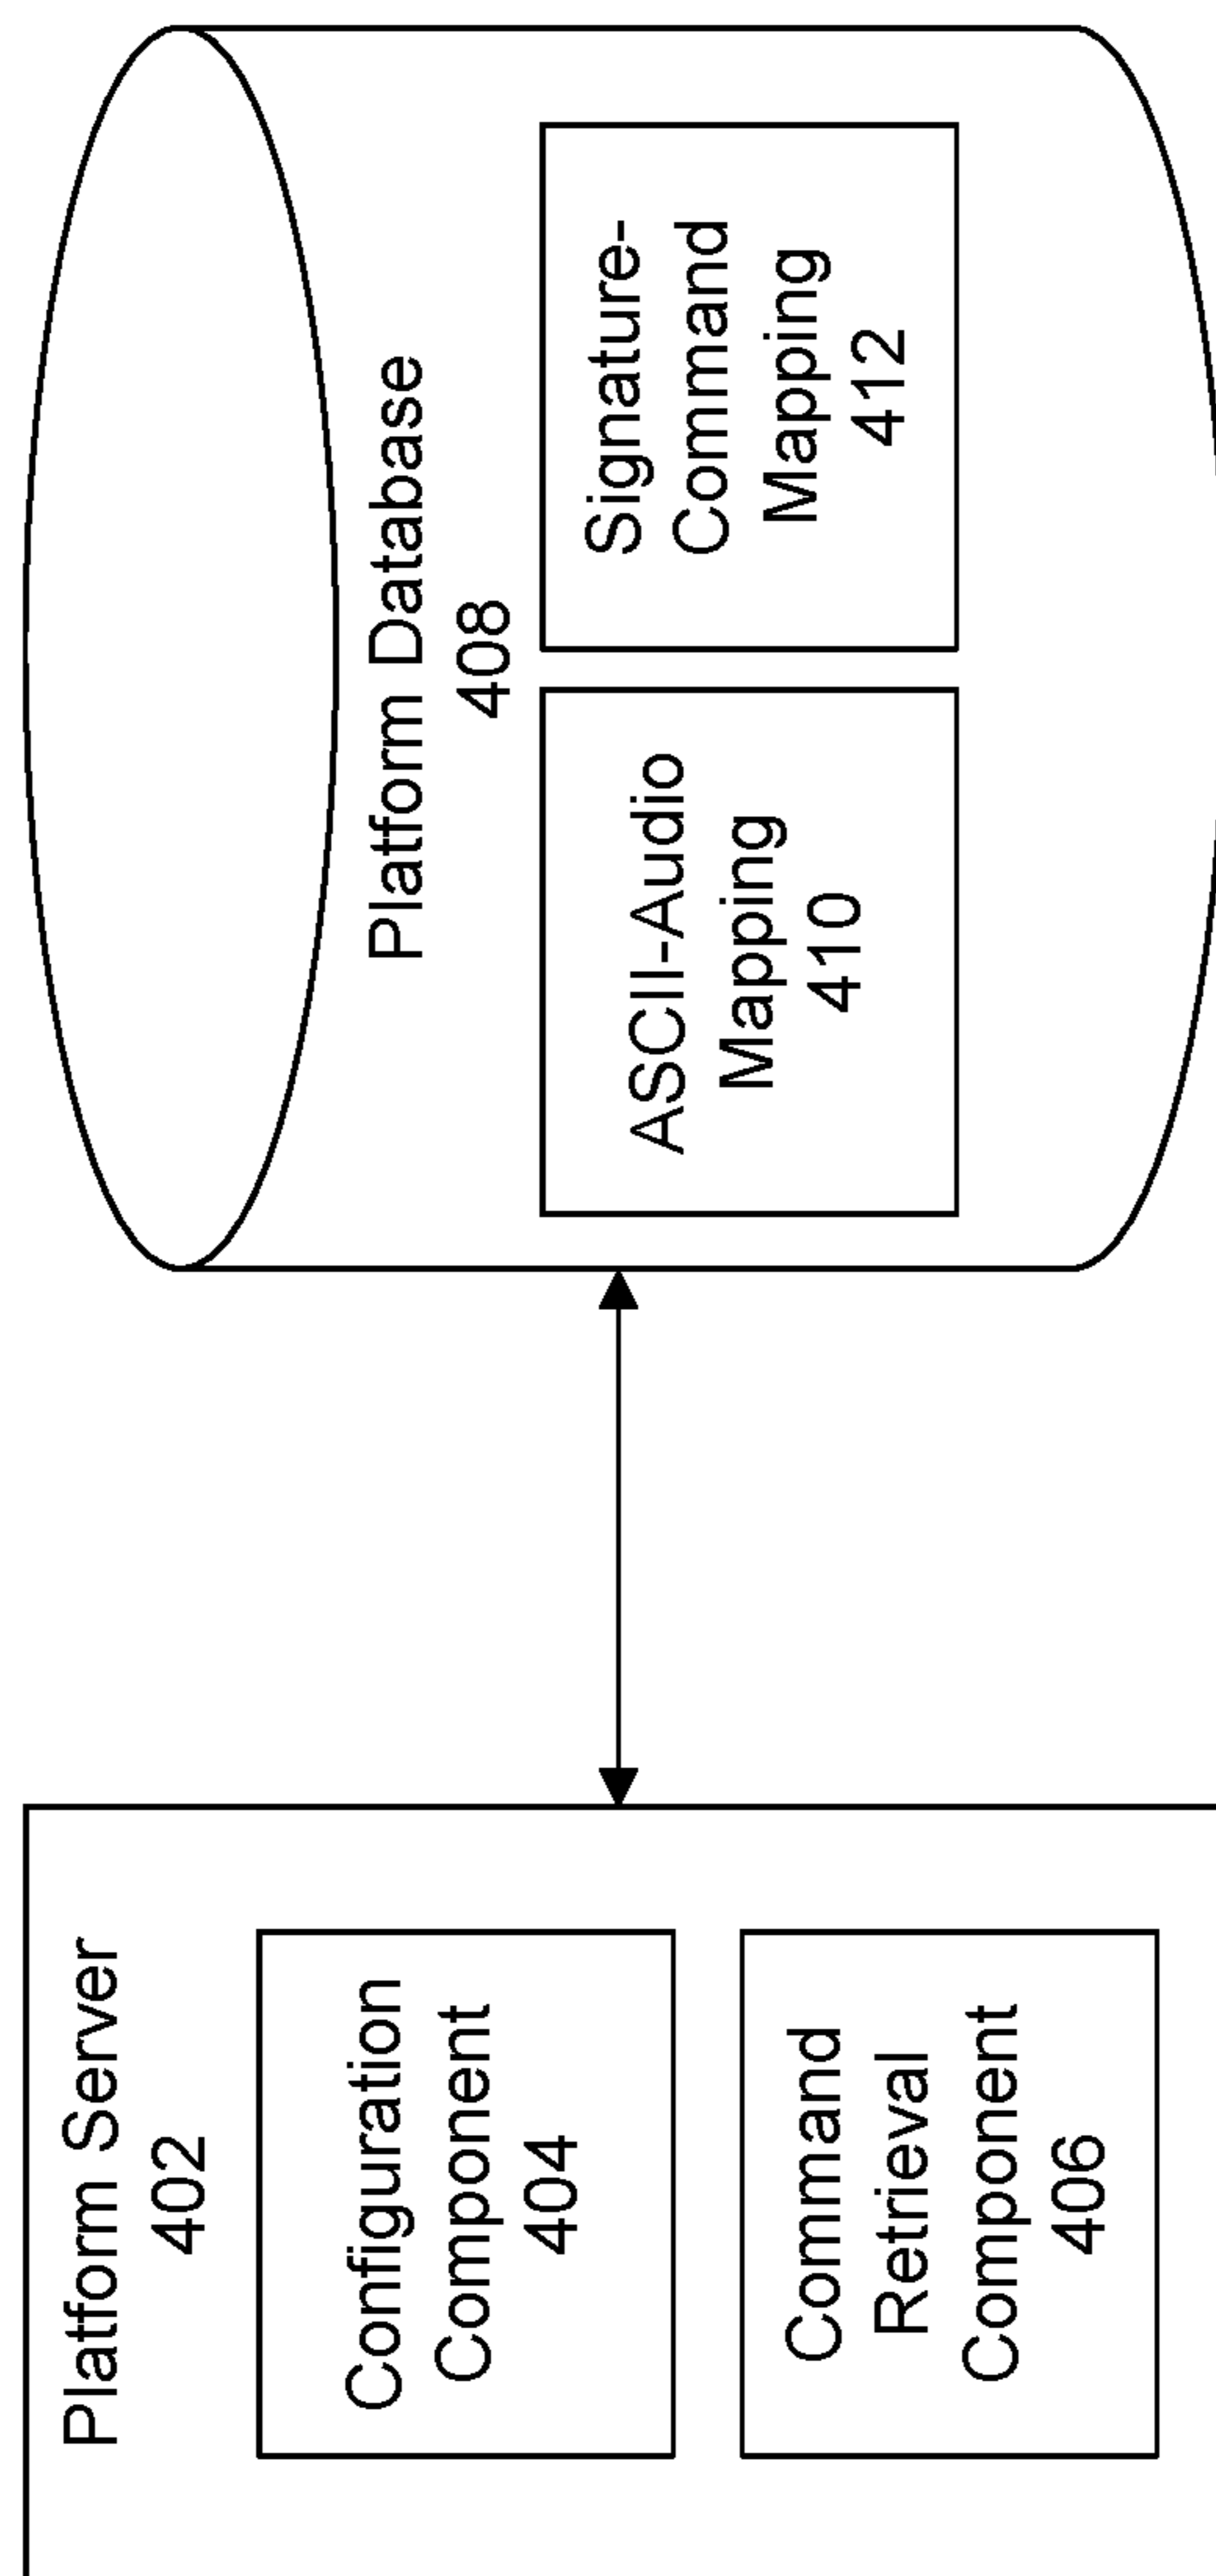 Platform Server
402
Configuration
Component
404
Command
Retrieval
Component
406
Platform Database
408
ASCII-Audio
Mapping
410
Signature-
Command
Mapping
412